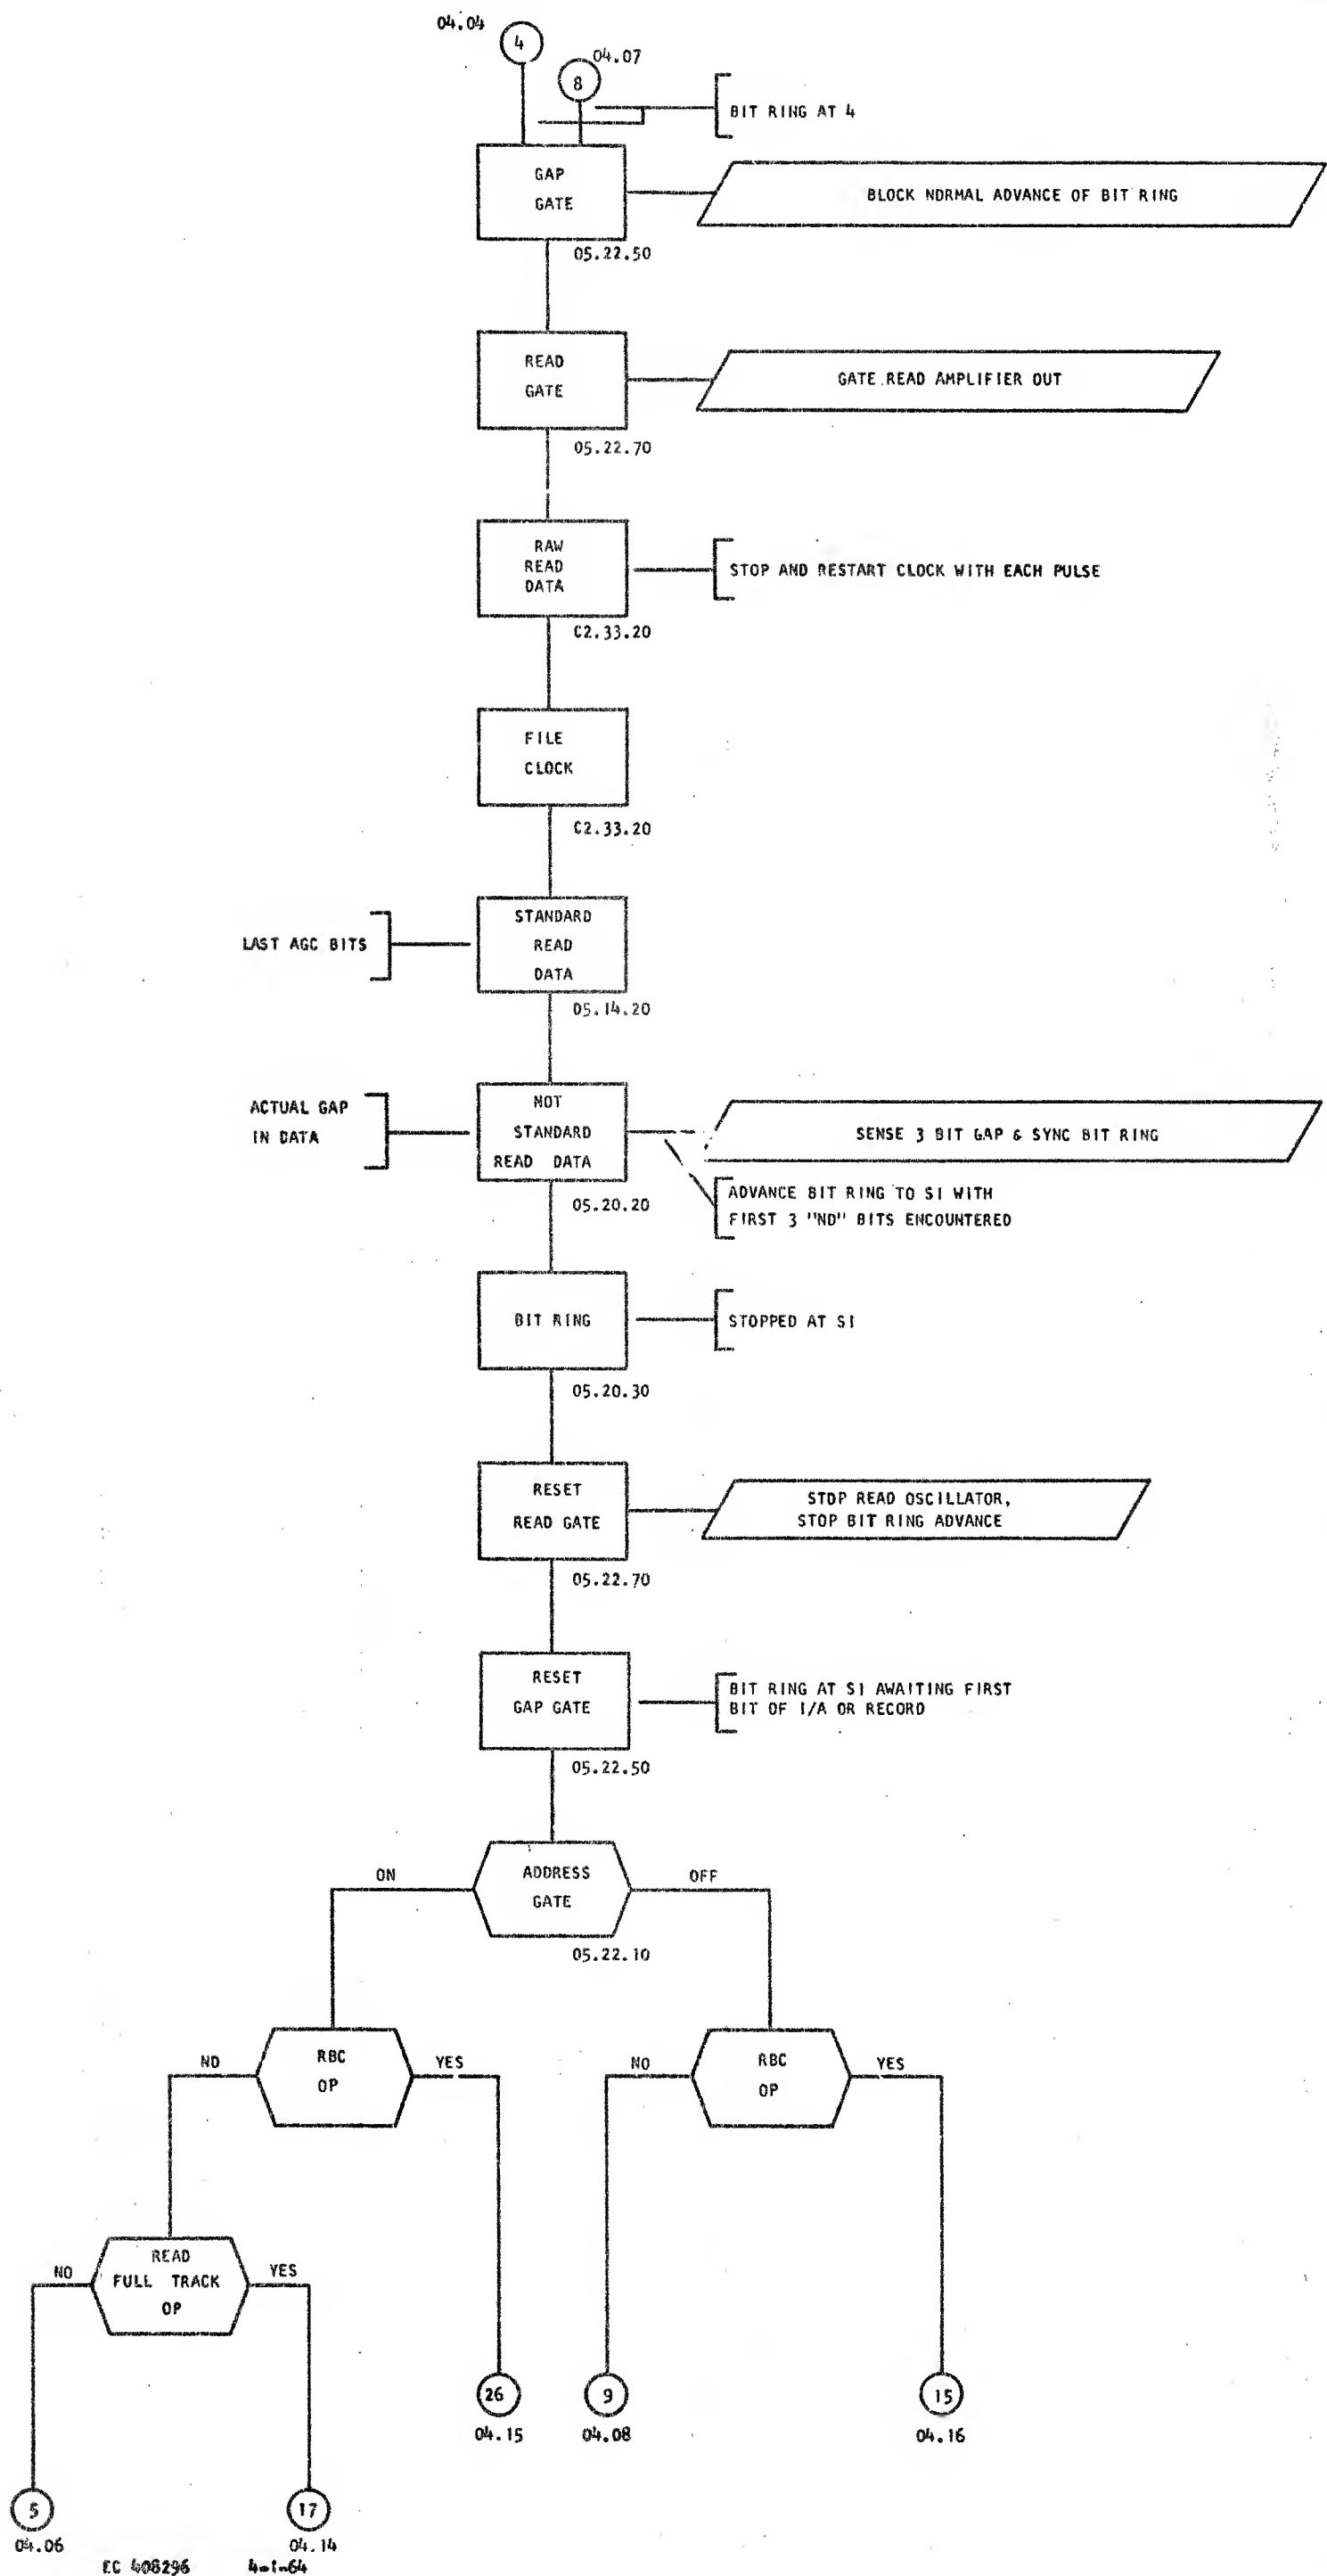 04.04
4
04.07
8
BIT RING AT 4
GAP
GATE
BLOCK NORMAL ADVANCE OF BIT RING
05.22.50
READ
GATE
GATE READ AMPLIFIER OUT
05.22.70
RAW
READ
DATA
STOP AND RESTART CLOCK WITH EACH PULSE
C2.33.20
FILE
CLOCK
C2.33.20
LAST AGC BITS
STANDARD
READ
DATA
05.14.20
ACTUAL GAP
IN DATA
NOT
STANDARD
READ DATA
SENSE 3 BIT GAP & SYNC BIT RING
05.20.20
ADVANCE BIT RING TO S1 WITH
FIRST 3 "NO" BITS ENCOUNTERED
BIT RING
STOPPED AT S1
05.20.30
RESET
READ GATE
STOP READ OSCILLATOR,
STOP BIT RING ADVANCE
05.22.70
RESET
GAP GATE
BIT RING AT S1 AWAITING FIRST
BIT OF I/A OR RECORD
05.22.50
ON
ADDRESS
GATE
OFF
05.22.10
NO
RBC
OP
YES
NO
RBC
OP
YES
NO
READ
FULL TRACK
OP
YES
26
04.15
9
04.08
15
04.16
5
04.06
17
04.14
EC 408296 4-1-64